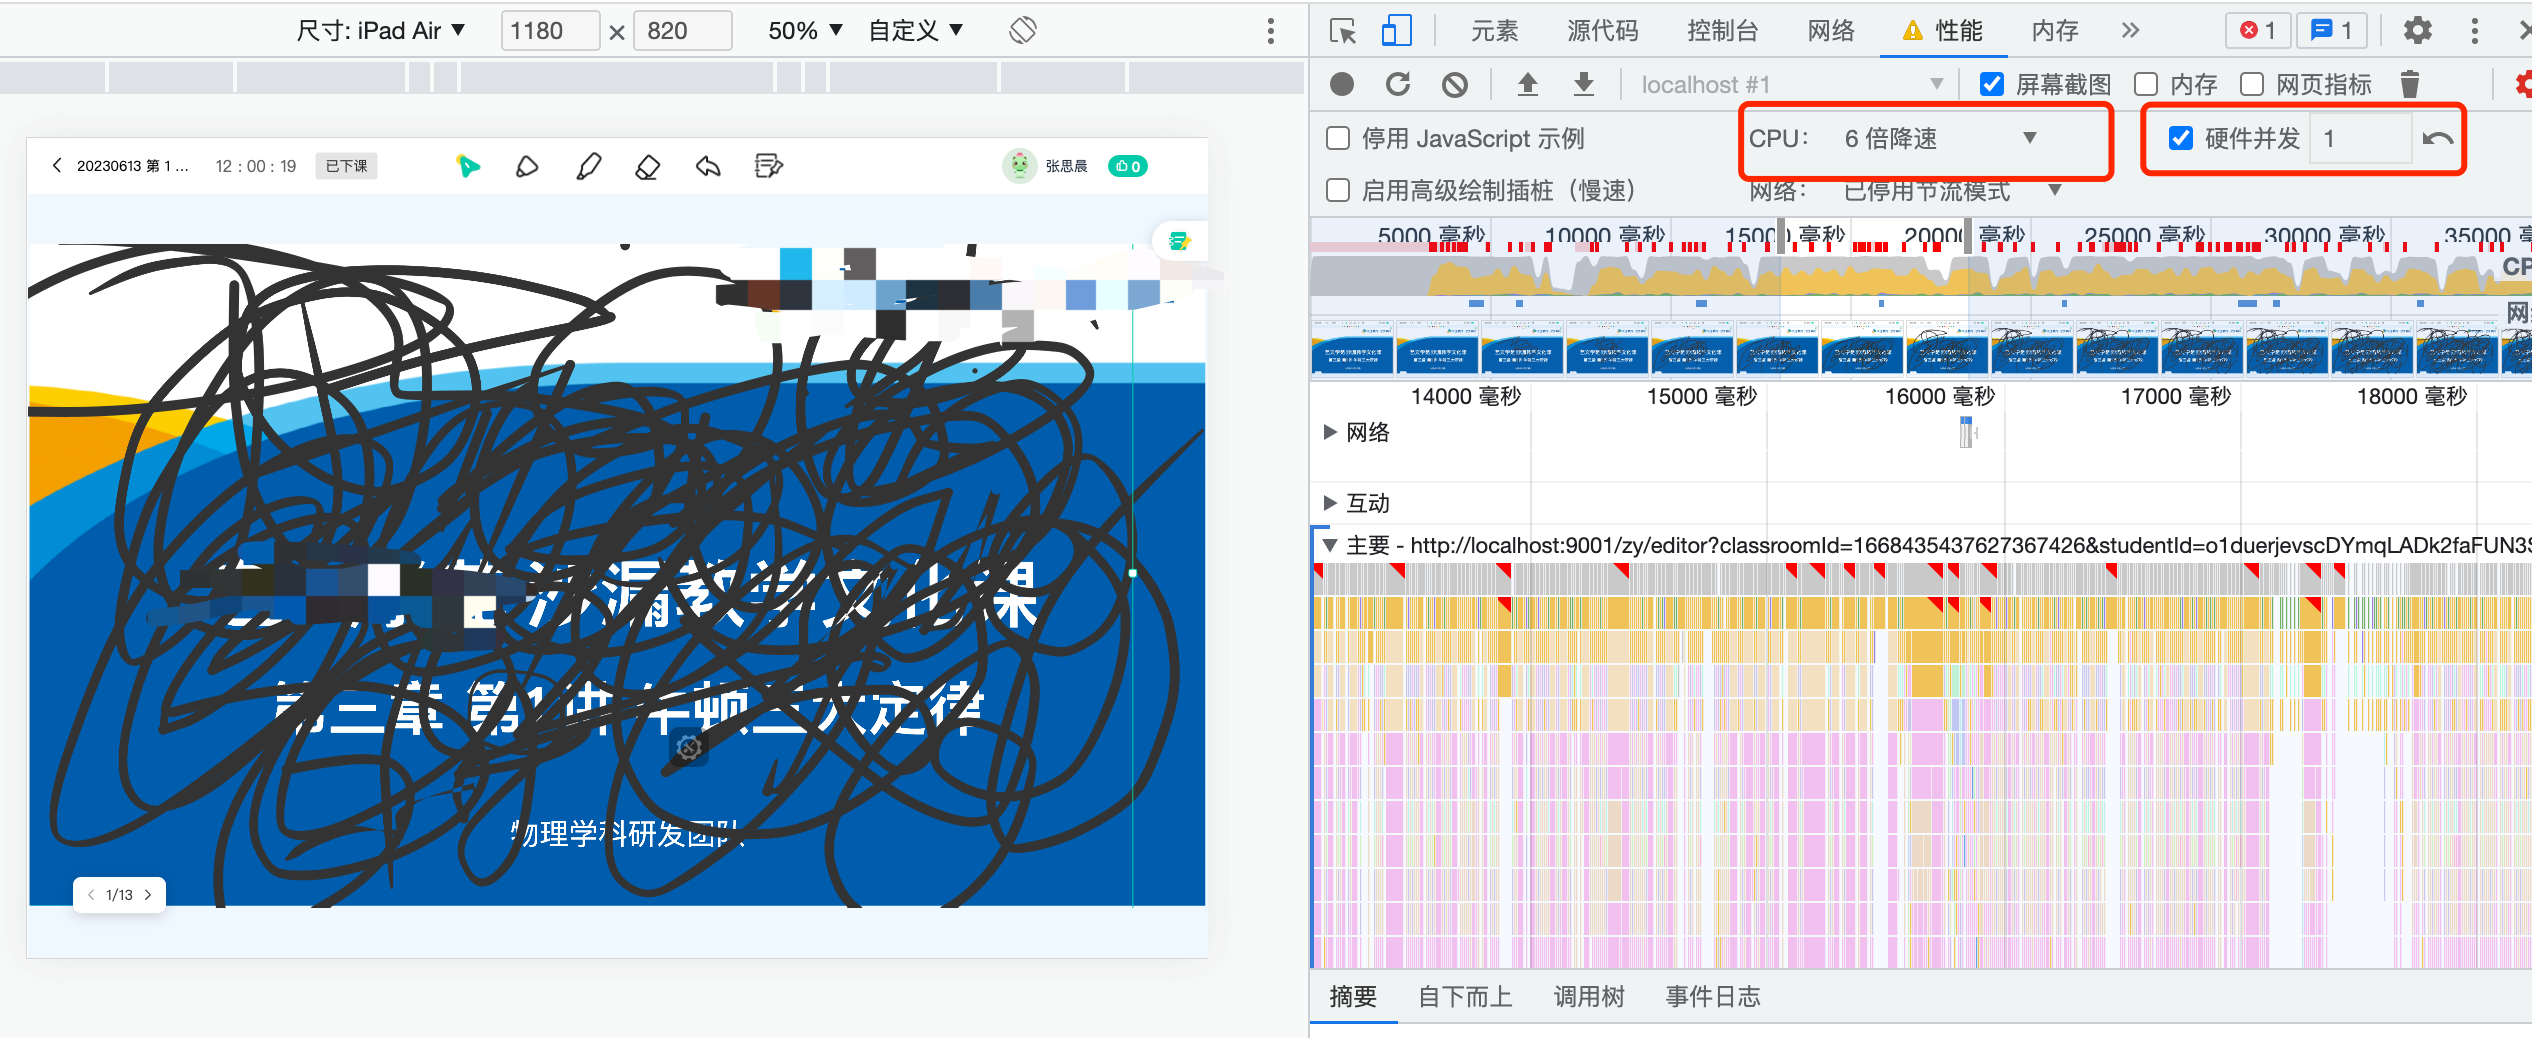 尺寸: iPad Air ▼ 1180 × 820 50% ▼ 自定义 ▼
元素 源代码 控制台 网络 性能 内存 » 1 1
localhost #1 屏幕截图 内存 网页指标
停用 JavaScript 示例 CPU： 6 倍降速 硬件并发 1
启用高级绘制插桩（慢速） 网络： 已停用节流模式
5000 毫秒 10000 毫秒 毫秒 毫秒 25000 毫秒 30000 毫秒 35000
网
14000 毫秒 15000 毫秒 16000 毫秒 17000 毫秒 18000 毫秒
网络
互动
主要 - http://localhost:9001/zy/editor?classroomId=1668435437627367426&studentId=o1duerjevscDYmqLADk2faFUN3S
摘要 自下而上 调用树 事件日志
20230613 第 1 ... 12 : 00 : 19 已下课 张思晨 0
教学文化课
第三章 第1讲 牛顿三大定律
物理学科研发团队
1/13